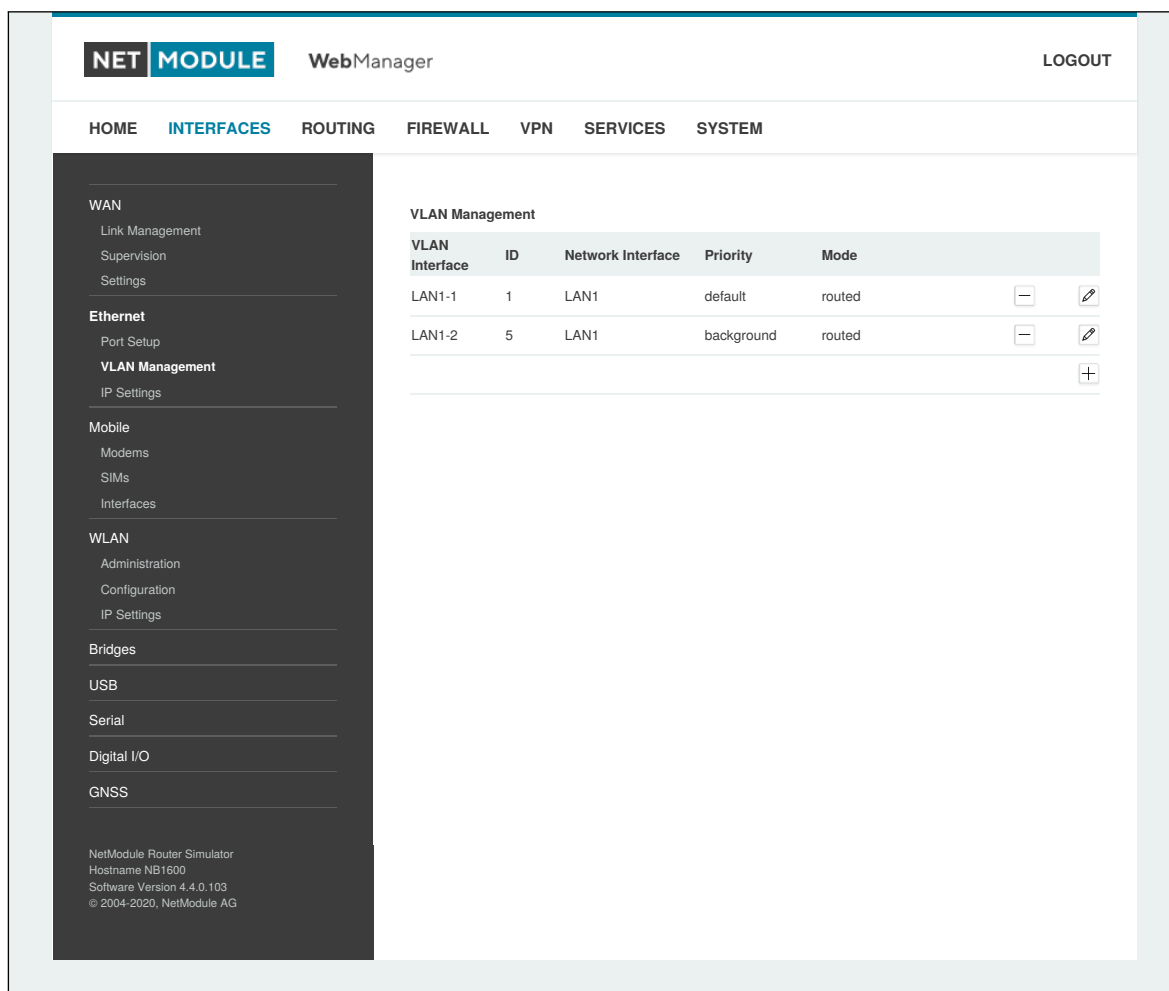 NET MODULE WebManager LOGOUT
HOME INTERFACES ROUTING FIREWALL VPN SERVICES SYSTEM
WAN
Link Management
Supervision
Settings
Ethernet
Port Setup
VLAN Management
IP Settings
Mobile
Modems
SIMs
Interfaces
WLAN
Administration
Configuration
IP Settings
Bridges
USB
Serial
Digital I/O
GNSS
NetModule Router Simulator
Hostname NB1600
Software Version 4.4.0.103
© 2004-2020, NetModule AG
VLAN Management
VLAN Interface ID Network Interface Priority Mode
LAN1-1 1 LAN1 default routed
LAN1-2 5 LAN1 background routed